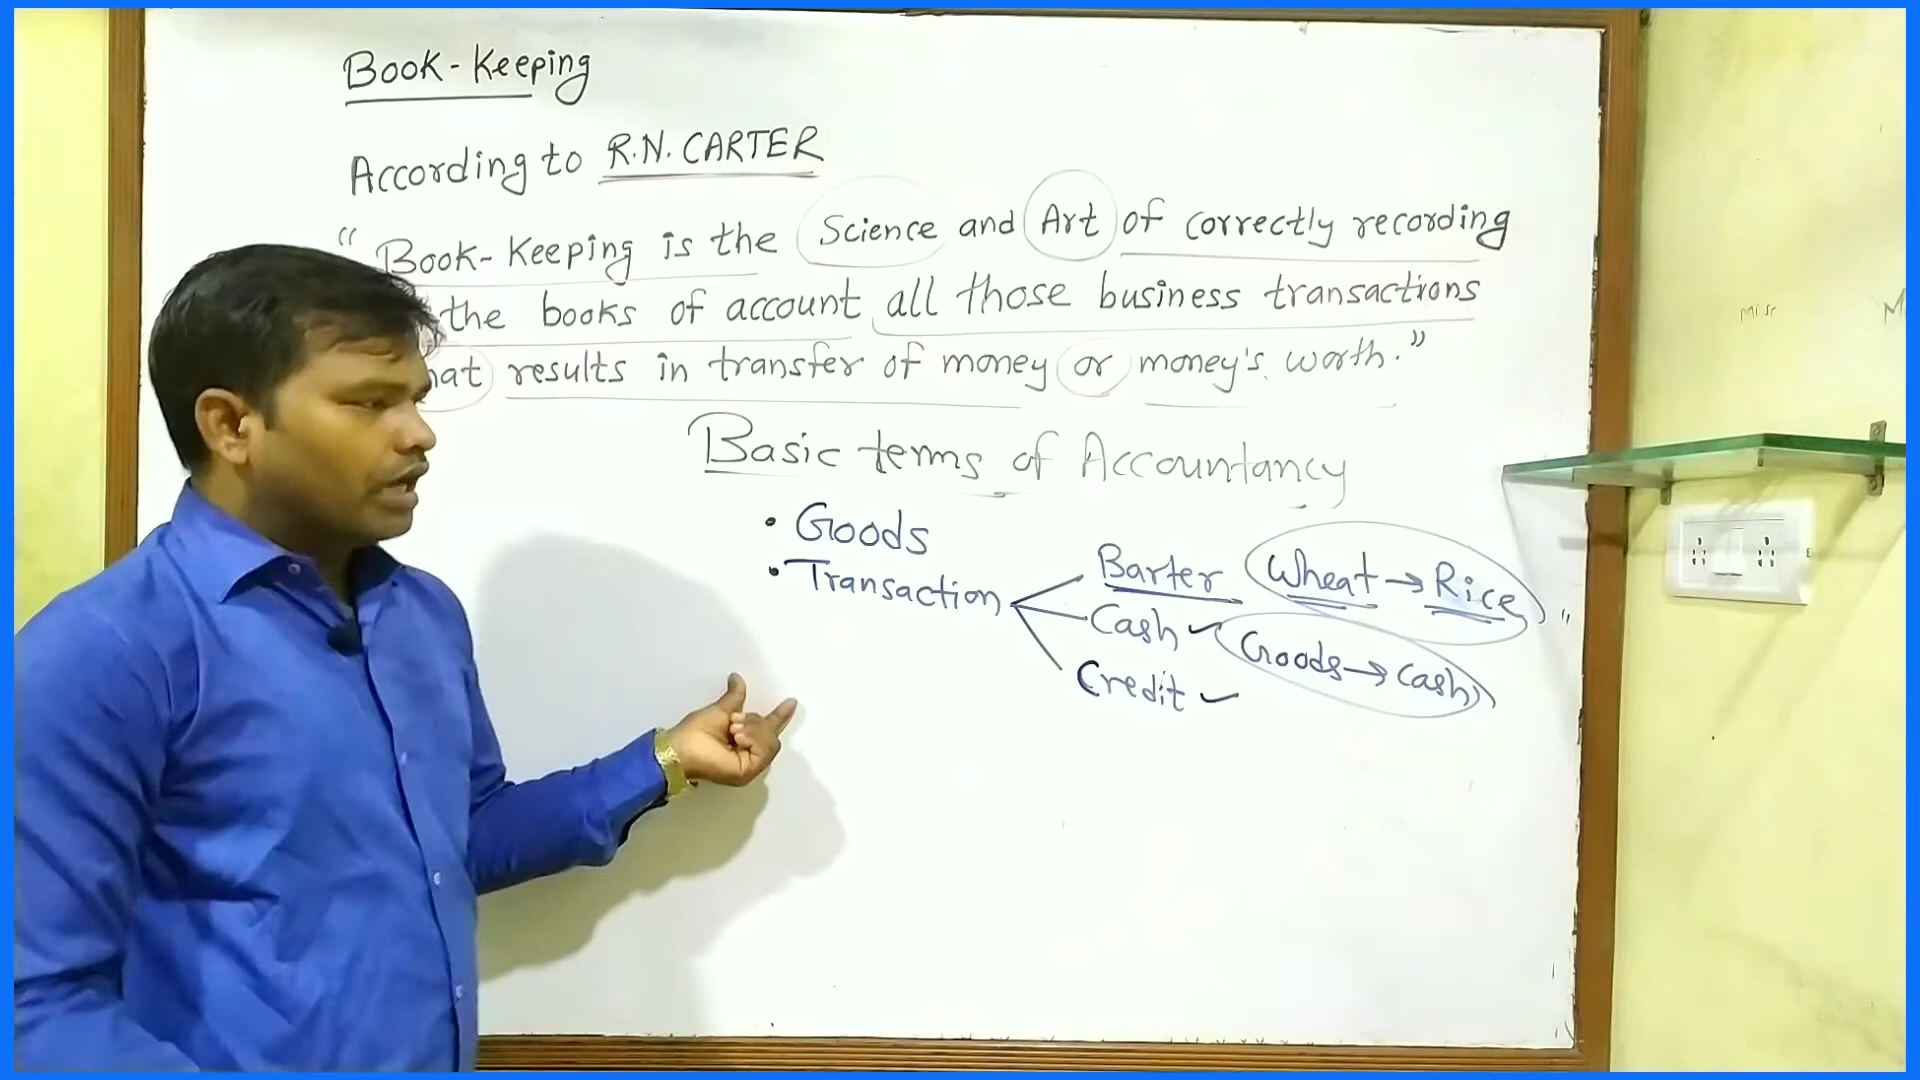 Book-Keeping
According to R.N. CARTER
“ Book-Keeping is the Science and Art of correctly recording
the books of account all those business transactions
results in transfer of money or money's worth.”
Basic terms of Accountancy
• Goods
• Transaction
Barter Wheat → Rice
Cash ✓ Goods → Cash
Credit ✓